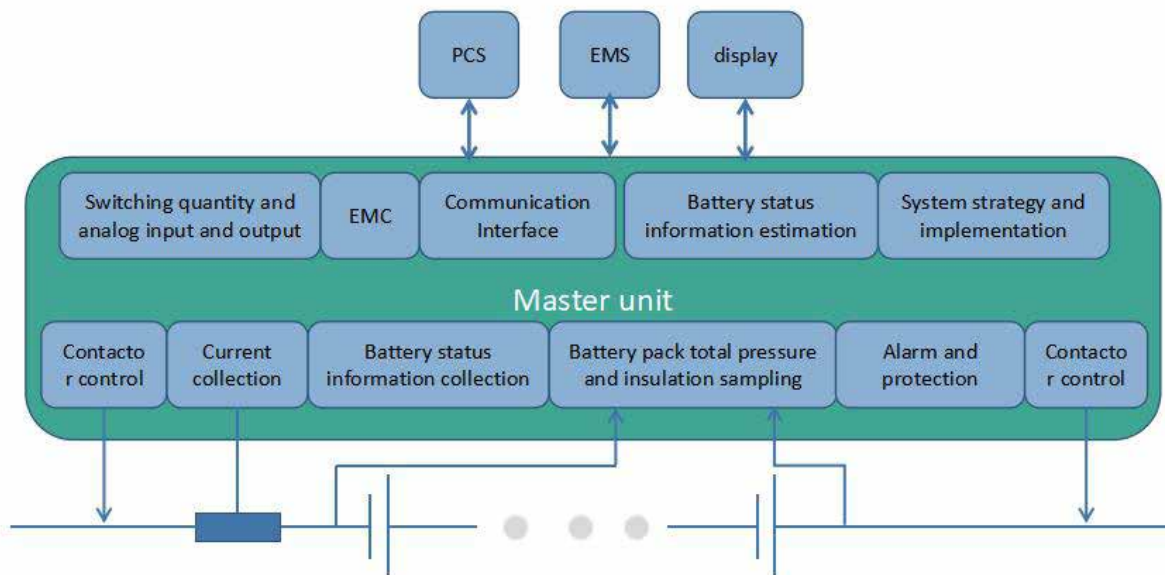 PCS
EMS
display
Switching quantity and
analog input and output
EMC
Communication
Interface
Battery status
information estimation
System strategy and
implementation
Master unit
Contacto
r control
Current
collection
Battery status
information collection
Battery pack total pressure
and insulation sampling
Alarm and
protection
Contacto
r control